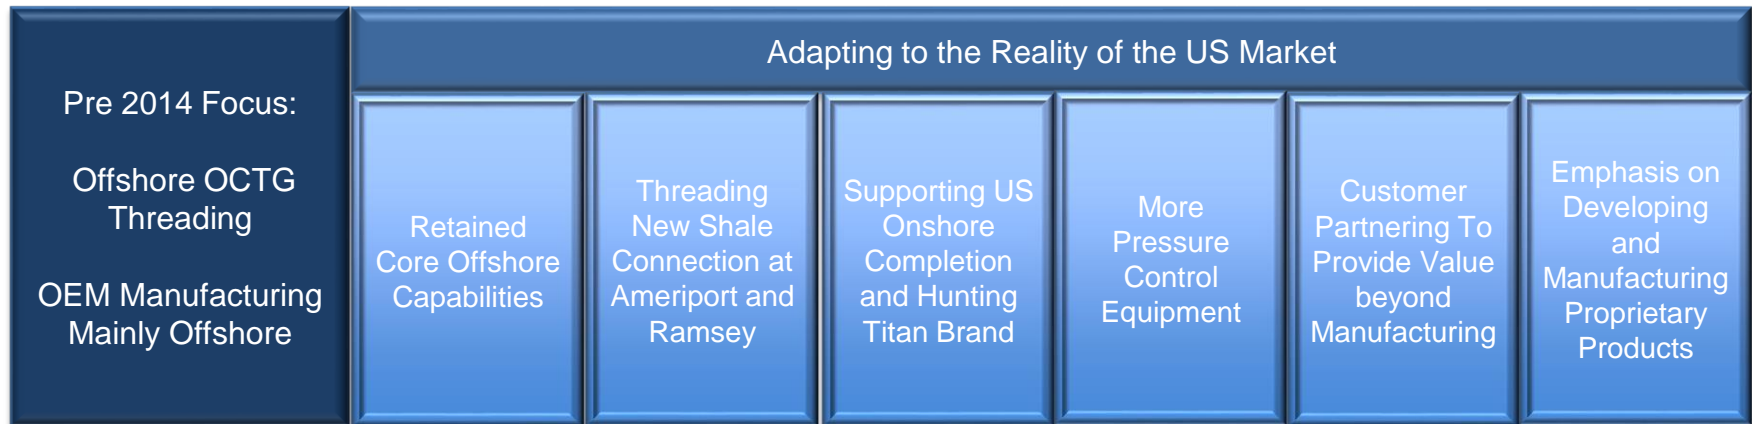 Pre 2014 Focus:
Offshore OCTG
Threading
OEM Manufacturing
Mainly Offshore
Adapting to the Reality of the US Market
Retained
Core Offshore
Capabilities
Threading
New Shale
Connection at
Ameriport and
Ramsey
Supporting US
Onshore
Completion
and Hunting
Titan Brand
More
Pressure
Control
Equipment
Customer
Partnering To
Provide Value
beyond
Manufacturing
Emphasis on
Developing
and
Manufacturing
Proprietary
Products